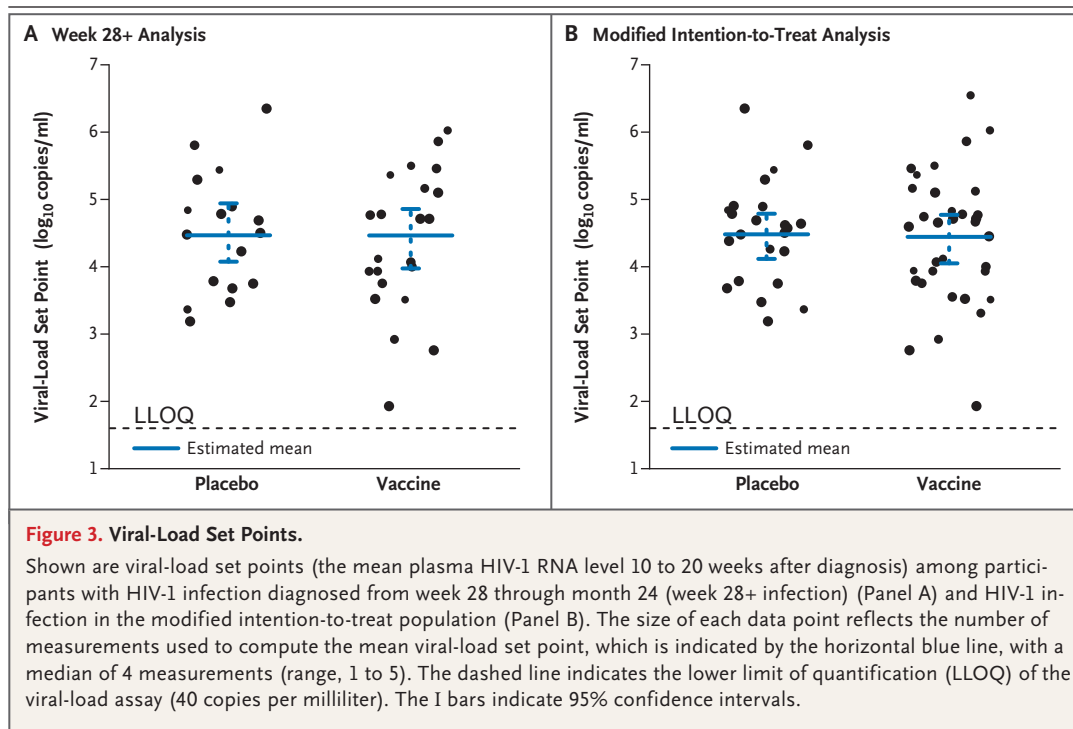 A Week 28+ Analysis
7
6
5
4
3
2
1
Viral-Load Set Point (log10 copies/ml)
LLOQ
Estimated mean
Placebo
Vaccine
B Modified Intention-to-Treat Analysis
7
6
5
4
3
2
1
Viral-Load Set Point (log10 copies/ml)
LLOQ
Estimated mean
Placebo
Vaccine
Figure 3. Viral-Load Set Points.
Shown are viral-load set points (the mean plasma HIV-1 RNA level 10 to 20 weeks after diagnosis) among partici-
pants with HIV-1 infection diagnosed from week 28 through month 24 (week 28+ infection) (Panel A) and HIV-1 in-
fection in the modified intention-to-treat population (Panel B). The size of each data point reflects the number of
measurements used to compute the mean viral-load set point, which is indicated by the horizontal blue line, with a
median of 4 measurements (range, 1 to 5). The dashed line indicates the lower limit of quantification (LLOQ) of the
viral-load assay (40 copies per milliliter). The I bars indicate 95% confidence intervals.